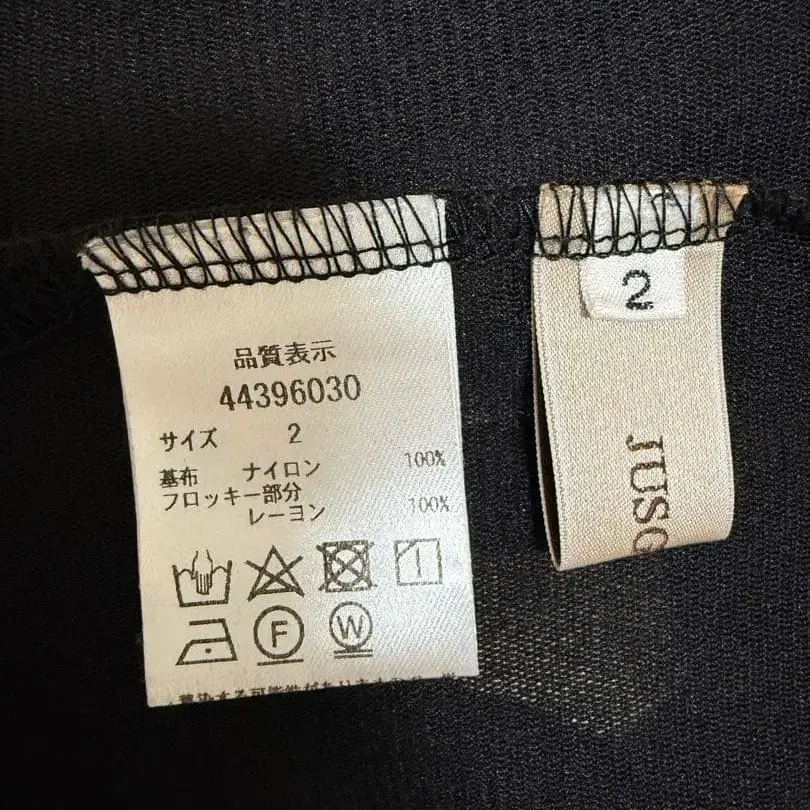 品質表示
44396030
サイズ 2
基布 ナイロン 100%
フロッキー部分
レーヨン 100%
F
W
2
JUSG